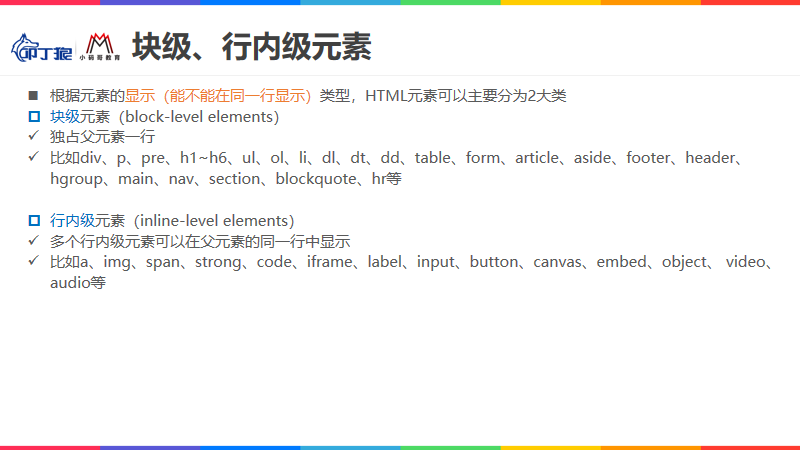 叩丁狼 小码哥教育 块级、行内级元素
根据元素的显示（能不能在同一行显示）类型，HTML元素可以主要分为2大类
块级元素（block-level elements）
独占父元素一行
比如div、p、pre、h1~h6、ul、ol、li、dl、dt、dd、table、form、article、aside、footer、header、
hgroup、main、nav、section、blockquote、hr等
行内级元素（inline-level elements）
多个行内级元素可以在父元素的同一行中显示
比如a、img、span、strong、code、iframe、label、input、button、canvas、embed、object、 video、
audio等